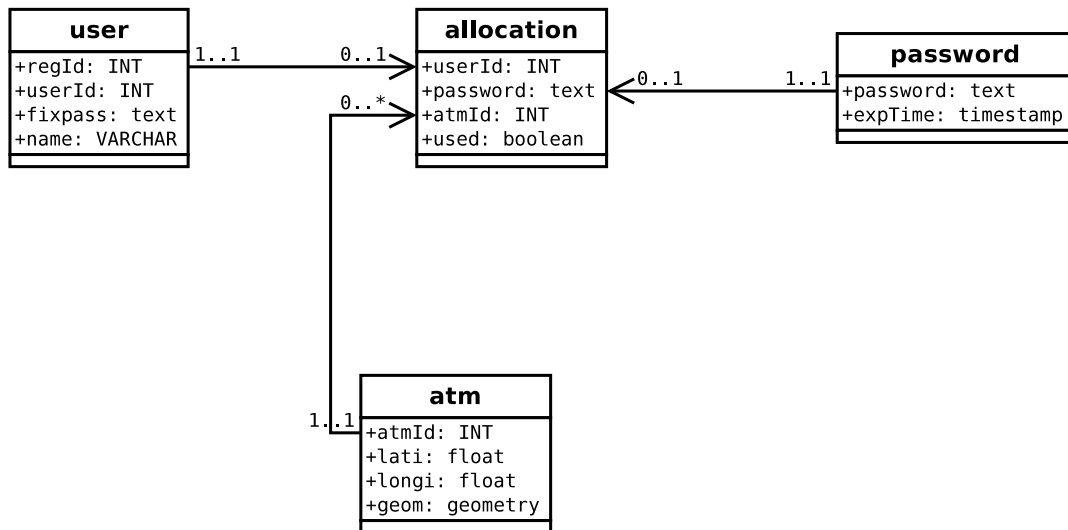 user
+regId: INT
+userId: INT
+fixpass: text
+name: VARCHAR
1..1
0..1
0..*
allocation
+userId: INT
+password: text
+atmId: INT
+used: boolean
0..1
1..1
password
+password: text
+expTime: timestamp
1..1
atm
+atmId: INT
+lati: float
+longi: float
+geom: geometry